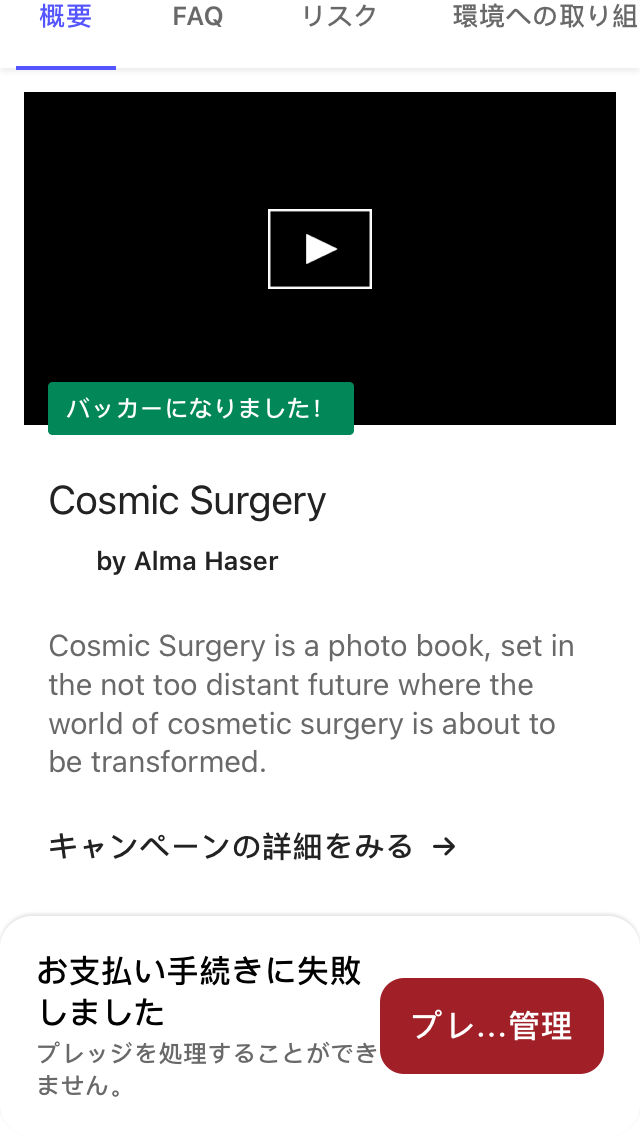 概要 FAQ リスク 環境への取り組
バッカーになりました!
Cosmic Surgery
by Alma Haser
Cosmic Surgery is a photo book, set in
the not too distant future where the
world of cosmetic surgery is about to
be transformed.
キャンペーンの詳細をみる →
お支払い手続きに失敗
しました
プレッジを処理することができ
ません。
プレ...管理